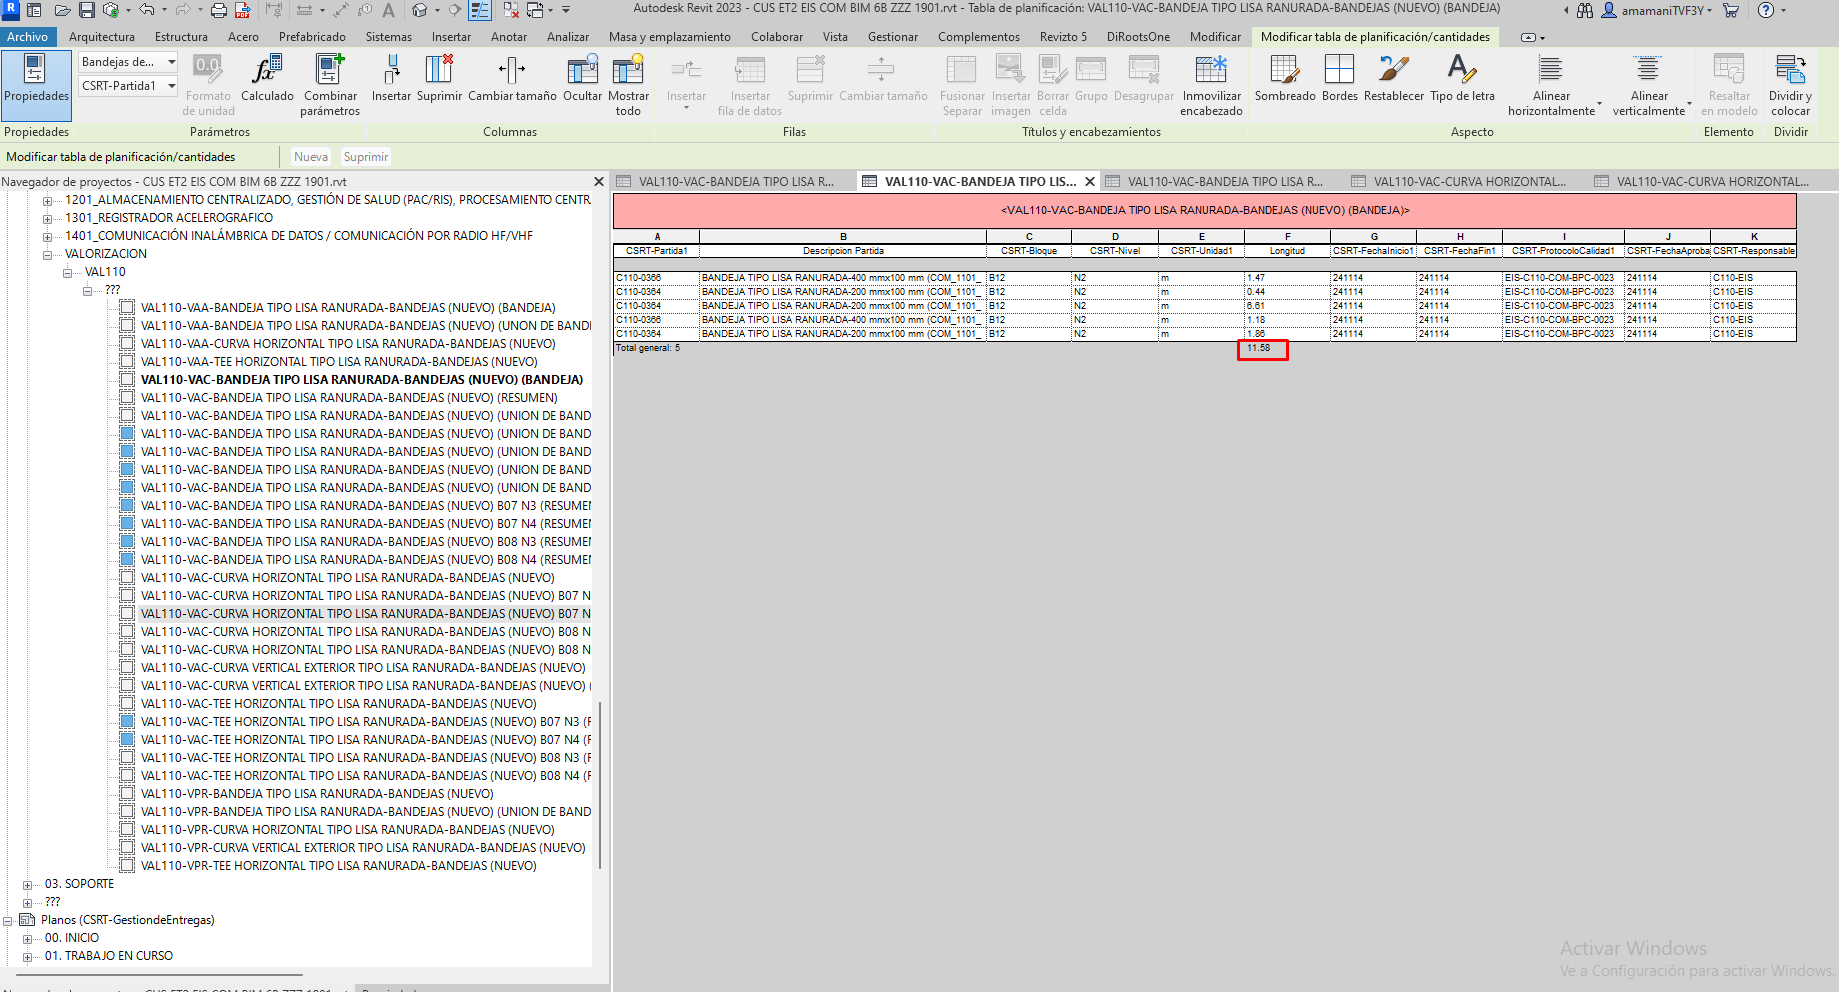 Autodesk Revit 2023 - CUS ET2 EIS COM BIM 6B ZZZ 1901.rvt - Tabla de planificación: VAL110-VAC-BANDEJA TIPO LISA RANURADA-BANDEJAS (NUEVO) (BANDEJA)
amamaniTVF3Y
Archivo Arquitectura Estructura Acero Prefabricado Sistemas Insertar Anotar Analizar Masa y emplazamiento Colaborar Vista Gestionar Complementos Revizto 5 DiRootsOne Modificar Modificar tabla de planificación/cantidades
Bandejas de...
CSRT-Partida1
Propiedades
Formato de unidad
Calculado
Combinar parámetros
Insertar Suprimir Cambiar tamaño Ocultar Mostrar todo
Insertar
Insertar fila de datos
Suprimir Cambiar tamaño
Fusionar Separar
Insertar imagen
Borrar celda
Grupo Desagrupar
Inmovilizar encabezado
Sombreado Bordes Restablecer Tipo de letra
Alinear horizontalmente
Alinear verticalmente
Resaltar en modelo
Dividir y colocar
Propiedades Parámetros Columnas Filas Títulos y encabezamientos Aspecto Elemento Dividir
Modificar tabla de planificación/cantidades Nueva Suprimir
Navegador de proyectos - CUS ET2 EIS COM BIM 6B ZZZ 1901.rvt
1201_ALMACENAMIENTO CENTRALIZADO, GESTIÓN DE SALUD (PAC/RIS), PROCESAMIENTO CENTR
1301_REGISTRADOR ACELEROGRAFICO
1401_COMUNICACIÓN INALÁMBRICA DE DATOS / COMUNICACIÓN POR RADIO HF/VHF
VALORIZACION
VAL110
???
VAL110-VAA-BANDEJA TIPO LISA RANURADA-BANDEJAS (NUEVO) (BANDEJA)
VAL110-VAA-BANDEJA TIPO LISA RANURADA-BANDEJAS (NUEVO) (UNON DE BANDI
VAL110-VAA-CURVA HORIZONTAL TIPO LISA RANURADA-BANDEJAS (NUEVO)
VAL110-VAA-TEE HORIZONTAL TIPO LISA RANURADA-BANDEJAS (NUEVO)
VAL110-VAC-BANDEJA TIPO LISA RANURADA-BANDEJAS (NUEVO) (BANDEJA)
VAL110-VAC-BANDEJA TIPO LISA RANURADA-BANDEJAS (NUEVO) (RESUMEN)
VAL110-VAC-BANDEJA TIPO LISA RANURADA-BANDEJAS (NUEVO) (UNION DE BAND
VAL110-VAC-BANDEJA TIPO LISA RANURADA-BANDEJAS (NUEVO) (UNION DE BAND
VAL110-VAC-BANDEJA TIPO LISA RANURADA-BANDEJAS (NUEVO) (UNION DE BAND
VAL110-VAC-BANDEJA TIPO LISA RANURADA-BANDEJAS (NUEVO) (UNION DE BAND
VAL110-VAC-BANDEJA TIPO LISA RANURADA-BANDEJAS (NUEVO) (UNION DE BAND
VAL110-VAC-BANDEJA TIPO LISA RANURADA-BANDEJAS (NUEVO) B07 N3 (RESUMEN
VAL110-VAC-BANDEJA TIPO LISA RANURADA-BANDEJAS (NUEVO) B07 N4 (RESUMEN
VAL110-VAC-BANDEJA TIPO LISA RANURADA-BANDEJAS (NUEVO) B08 N3 (RESUMEN
VAL110-VAC-BANDEJA TIPO LISA RANURADA-BANDEJAS (NUEVO) B08 N4 (RESUMEN
VAL110-VAC-CURVA HORIZONTAL TIPO LISA RANURADA-BANDEJAS (NUEVO)
VAL110-VAC-CURVA HORIZONTAL TIPO LISA RANURADA-BANDEJAS (NUEVO) B07 N
VAL110-VAC-CURVA HORIZONTAL TIPO LISA RANURADA-BANDEJAS (NUEVO) B07 N
VAL110-VAC-CURVA HORIZONTAL TIPO LISA RANURADA-BANDEJAS (NUEVO) B08 N
VAL110-VAC-CURVA HORIZONTAL TIPO LISA RANURADA-BANDEJAS (NUEVO) B08 N
VAL110-VAC-CURVA VERTICAL EXTERIOR TIPO LISA RANURADA-BANDEJAS (NUEVO)
VAL110-VAC-CURVA VERTICAL EXTERIOR TIPO LISA RANURADA-BANDEJAS (NUEVO) (
VAL110-VAC-TEE HORIZONTAL TIPO LISA RANURADA-BANDEJAS (NUEVO)
VAL110-VAC-TEE HORIZONTAL TIPO LISA RANURADA-BANDEJAS (NUEVO) B07 N3 (F
VAL110-VAC-TEE HORIZONTAL TIPO LISA RANURADA-BANDEJAS (NUEVO) B07 N4 (F
VAL110-VAC-TEE HORIZONTAL TIPO LISA RANURADA-BANDEJAS (NUEVO) B08 N3 (F
VAL110-VAC-TEE HORIZONTAL TIPO LISA RANURADA-BANDEJAS (NUEVO) B08 N4 (F
VAL110-VPR-BANDEJA TIPO LISA RANURADA-BANDEJAS (NUEVO)
VAL110-VPR-BANDEJA TIPO LISA RANURADA-BANDEJAS (NUEVO) (UNION DE BAND
VAL110-VPR-CURVA HORIZONTAL TIPO LISA RANURADA-BANDEJAS (NUEVO)
VAL110-VPR-CURVA VERTICAL EXTERIOR TIPO LISA RANURADA-BANDEJAS (NUEVO)
VAL110-VPR-TEE HORIZONTAL TIPO LISA RANURADA-BANDEJAS (NUEVO)
03. SOPORTE
???
Planos (CSRT-GestiondeEntregas)
00. INICIO
01. TRABAJO EN CURSO
VAL110-VAC-BANDEJA TIPO LISA R... VAL110-VAC-BANDEJA TIPO LIS... VAL110-VAC-BANDEJA TIPO LISA R... VAL110-VAC-CURVA HORIZONTAL... VAL110-VAC-CURVA HORIZONTAL...
<VAL110-VAC-BANDEJA TIPO LISA RANURADA-BANDEJAS (NUEVO) (BANDEJA)>
A B C D E F G H I J K
CSRT-Partida1 Descripcion Partida CSRT-Bloque CSRT-Nivel CSRT-Unidad1 Longitud CSRT-FechaInicio1 CSRT-FechaFin1 CSRT-ProtocoloCalidad1 CSRT-FechaAproba CSRT-Responsable
C110-0366 BANDEJA TIPO LISA RANURADA-400 mmx100 mm (COM_1101_ B12 N2 m 1.47 241114 241114 EIS-C110-COM-BPC-0023 241114 C110-EIS
C110-0364 BANDEJA TIPO LISA RANURADA-200 mmx100 mm (COM_1101_ B12 N2 m 0.44 241114 241114 EIS-C110-COM-BPC-0023 241114 C110-EIS
C110-0364 BANDEJA TIPO LISA RANURADA-200 mmx100 mm (COM_1101_ B12 N2 m 6.61 241114 241114 EIS-C110-COM-BPC-0023 241114 C110-EIS
C110-0366 BANDEJA TIPO LISA RANURADA-400 mmx100 mm (COM_1101_ B12 N2 m 1.18 241114 241114 EIS-C110-COM-BPC-0023 241114 C110-EIS
C110-0364 BANDEJA TIPO LISA RANURADA-200 mmx100 mm (COM_1101_ B12 N2 m 1.86 241114 241114 EIS-C110-COM-BPC-0023 241114 C110-EIS
Total general: 5 11.58
Activar Windows
Ve a Configuración para activar Windows.